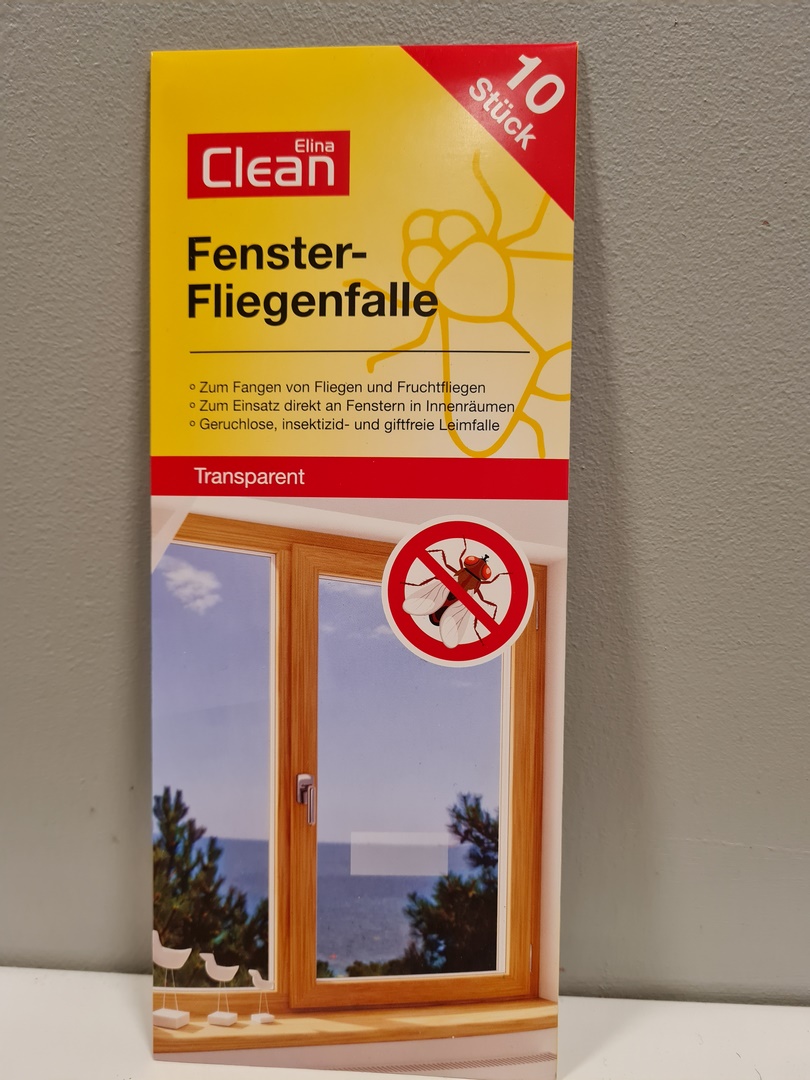 10
Stück
Elina
Clean
Fenster-
Fliegenfalle
Zum Fangen von Fliegen und Fruchtfliegen
Zum Einsatz direkt an Fenstern in Innenräumen
Geruchlose, insektizid- und giftfreie Leimfalle
Transparent